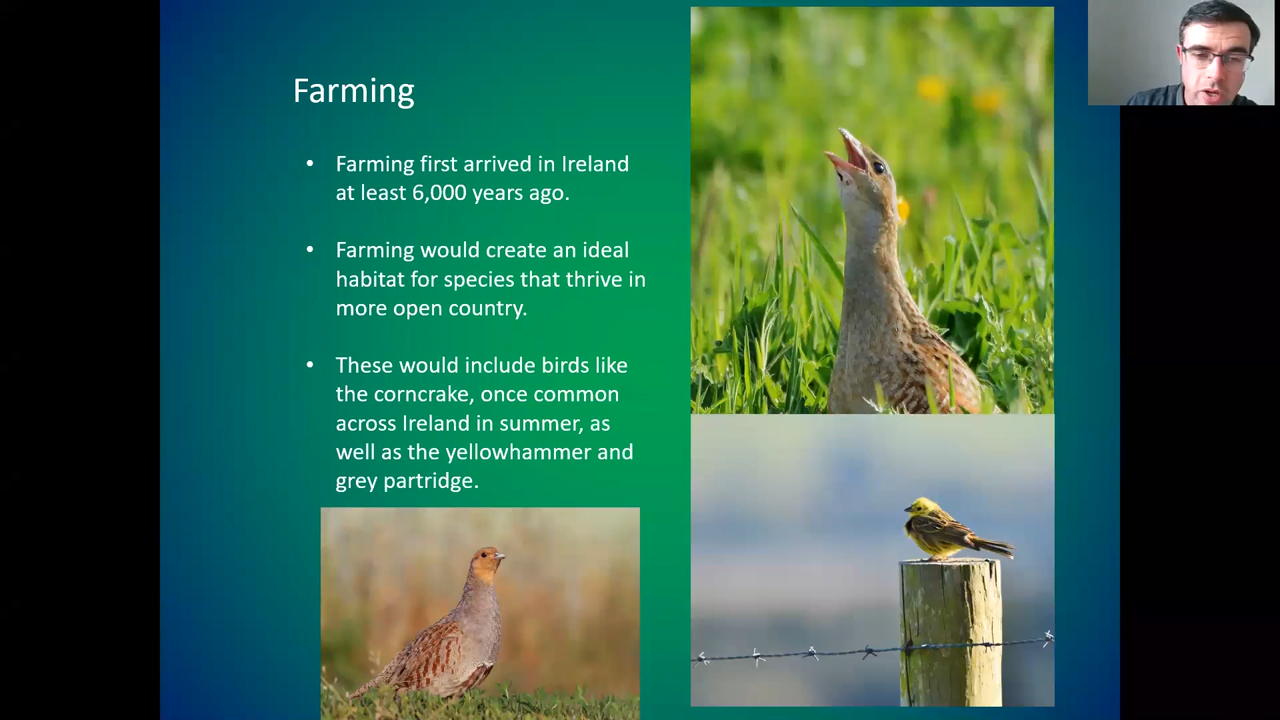 Farming
• Farming first arrived in Ireland
at least 6,000 years ago.
• Farming would create an ideal
habitat for species that thrive in
more open country.
• These would include birds like
the corncrake, once common
across Ireland in summer, as
well as the yellowhammer and
grey partridge.